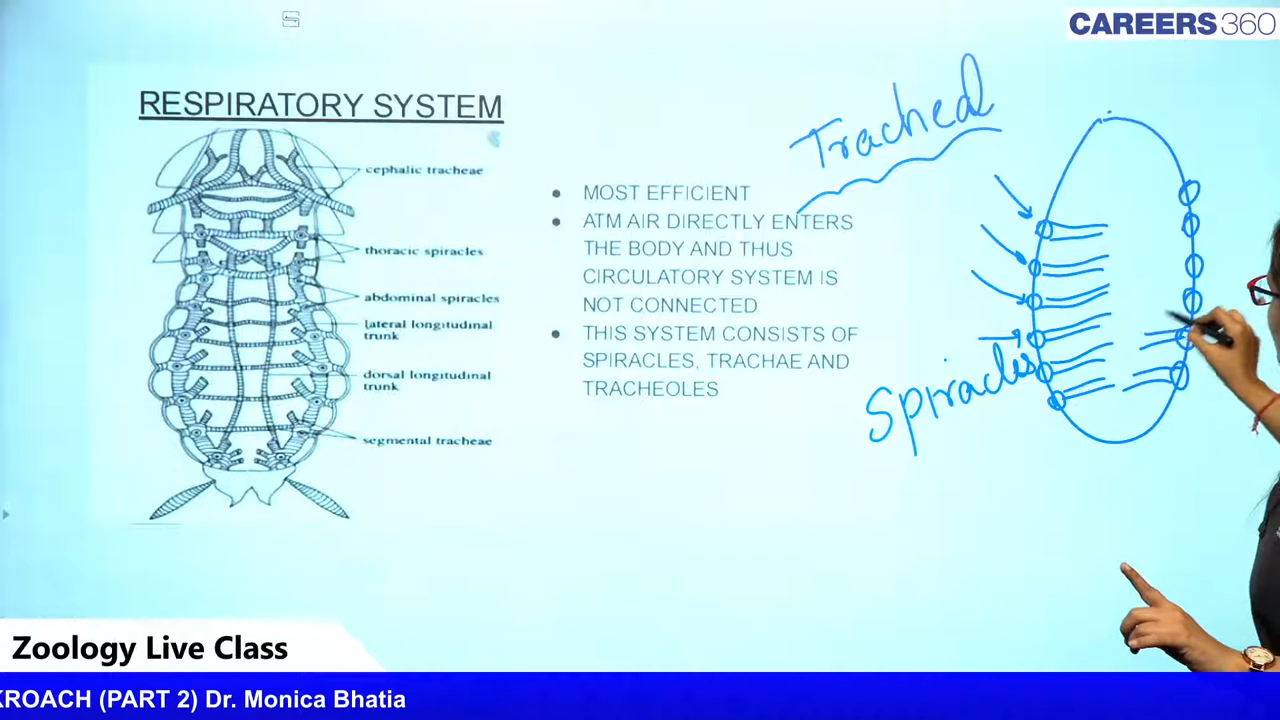 CAREERS360
RESPIRATORY SYSTEM
Tracheal
cephalic tracheae
thoracic spiracles
abdominal spiracles
lateral longitudinal
trunk
dorsal longitudinal
trunk
segmental tracheae
MOST EFFICIENT
ATM AIR DIRECTLY ENTERS
THE BODY AND THUS
CIRCULATORY SYSTEM IS
NOT CONNECTED
THIS SYSTEM CONSISTS OF
SPIRACLES, TRACHAE AND
TRACHEOLES
Spiracles
Zoology Live Class
KROACH (PART 2) Dr. Monica Bhatia